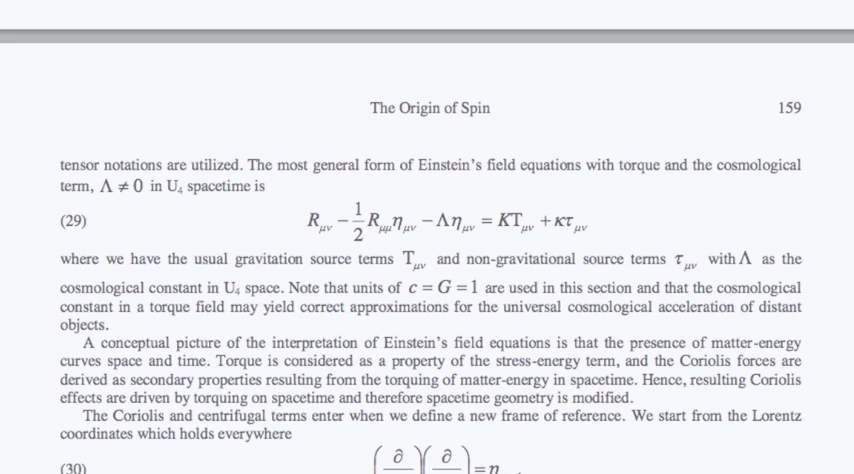 The Origin of Spin 159
tensor notations are utilized. The most general form of Einstein's field equations with torque and the cosmological
term, Λ ≠ 0 in U₄ spacetime is
(29) R_μν − 1/2 R_μμ η_μν − Λη_μν = KT_μν + κτ_μν
where we have the usual gravitation source terms T_μν and non-gravitational source terms τ_μν with Λ as the
cosmological constant in U₄ space. Note that units of c = G = 1 are used in this section and that the cosmological
constant in a torque field may yield correct approximations for the universal cosmological acceleration of distant
objects.
A conceptual picture of the interpretation of Einstein's field equations is that the presence of matter-energy
curves space and time. Torque is considered as a property of the stress-energy term, and the Coriolis forces are
derived as secondary properties resulting from the torquing of matter-energy in spacetime. Hence, resulting Coriolis
effects are driven by torquing on spacetime and therefore spacetime geometry is modified.
The Coriolis and centrifugal terms enter when we define a new frame of reference. We start from the Lorentz
coordinates which holds everywhere
(30) (∂ )(∂ ) = η